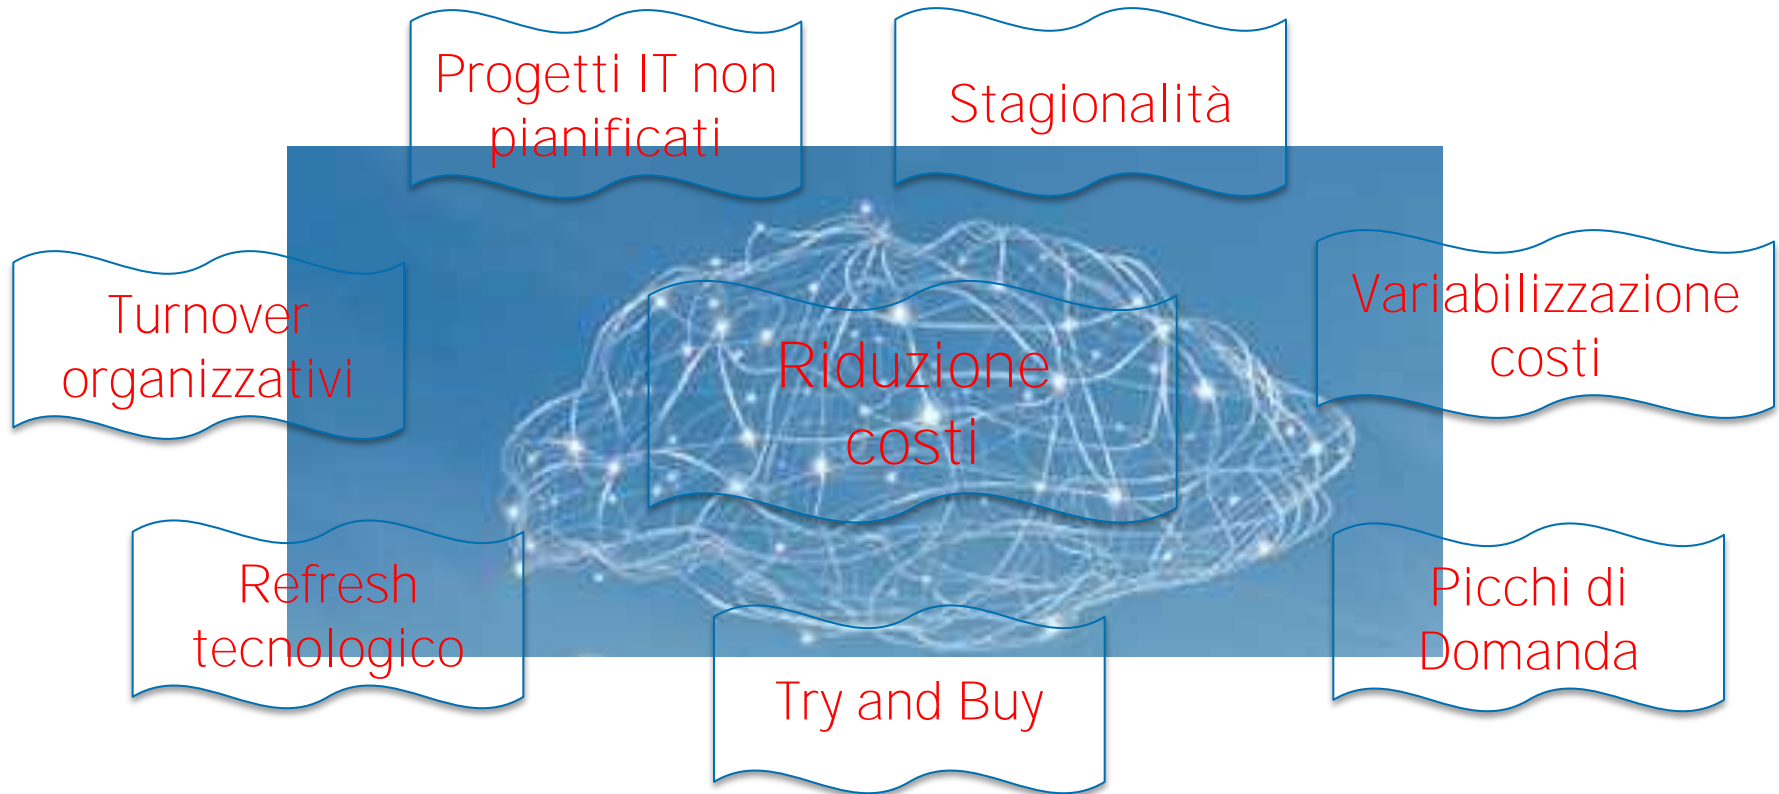 Progetti IT non
pianificati
Stagionalità
Turnover
organizzativi
Riduzione
costi
Variabilizzazione
costi
Refresh
tecnologico
Try and Buy
Picchi di
Domanda